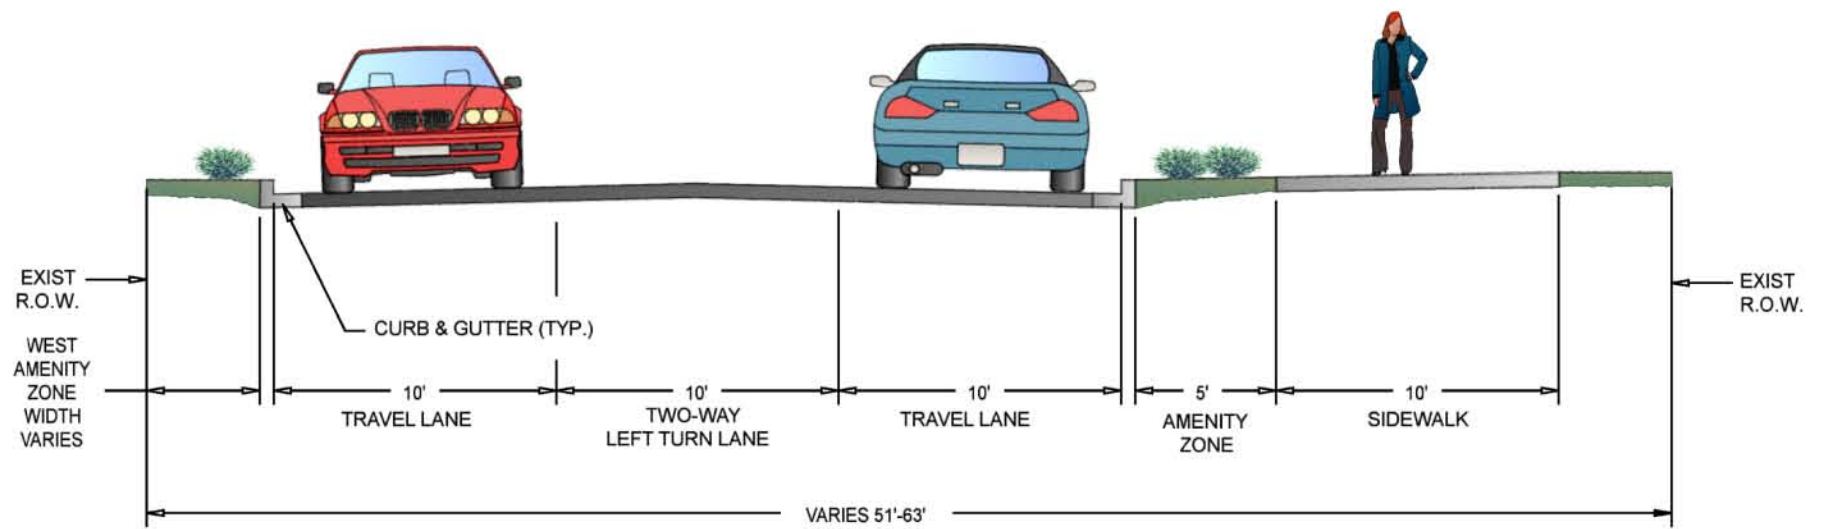 EXIST
R.O.W.
EXIST
R.O.W.
CURB & GUTTER (TYP.)
WEST
AMENITY
ZONE
WIDTH
VARIES
10'
TRAVEL LANE
10'
TWO-WAY
LEFT TURN LANE
10'
TRAVEL LANE
5'
AMENITY
ZONE
10'
SIDEWALK
VARIES 51'-63'